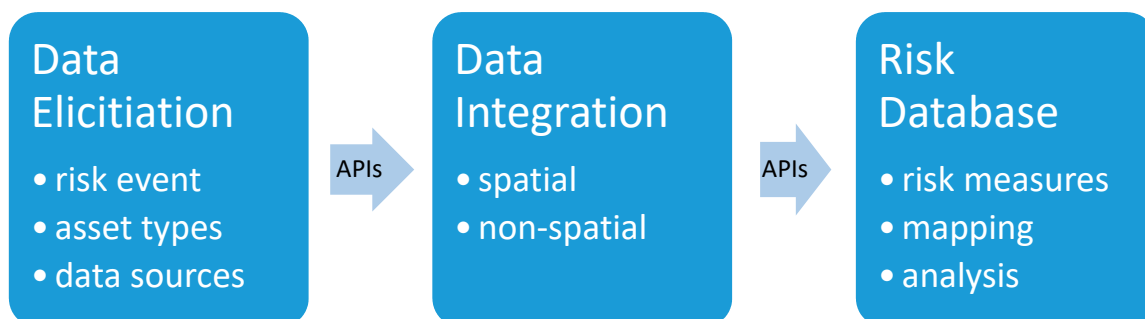 Data
Elicitiation
• risk event
• asset types
• data sources
APIs
Data
Integration
• spatial
• non-spatial
APIs
Risk
Database
• risk measures
• mapping
• analysis